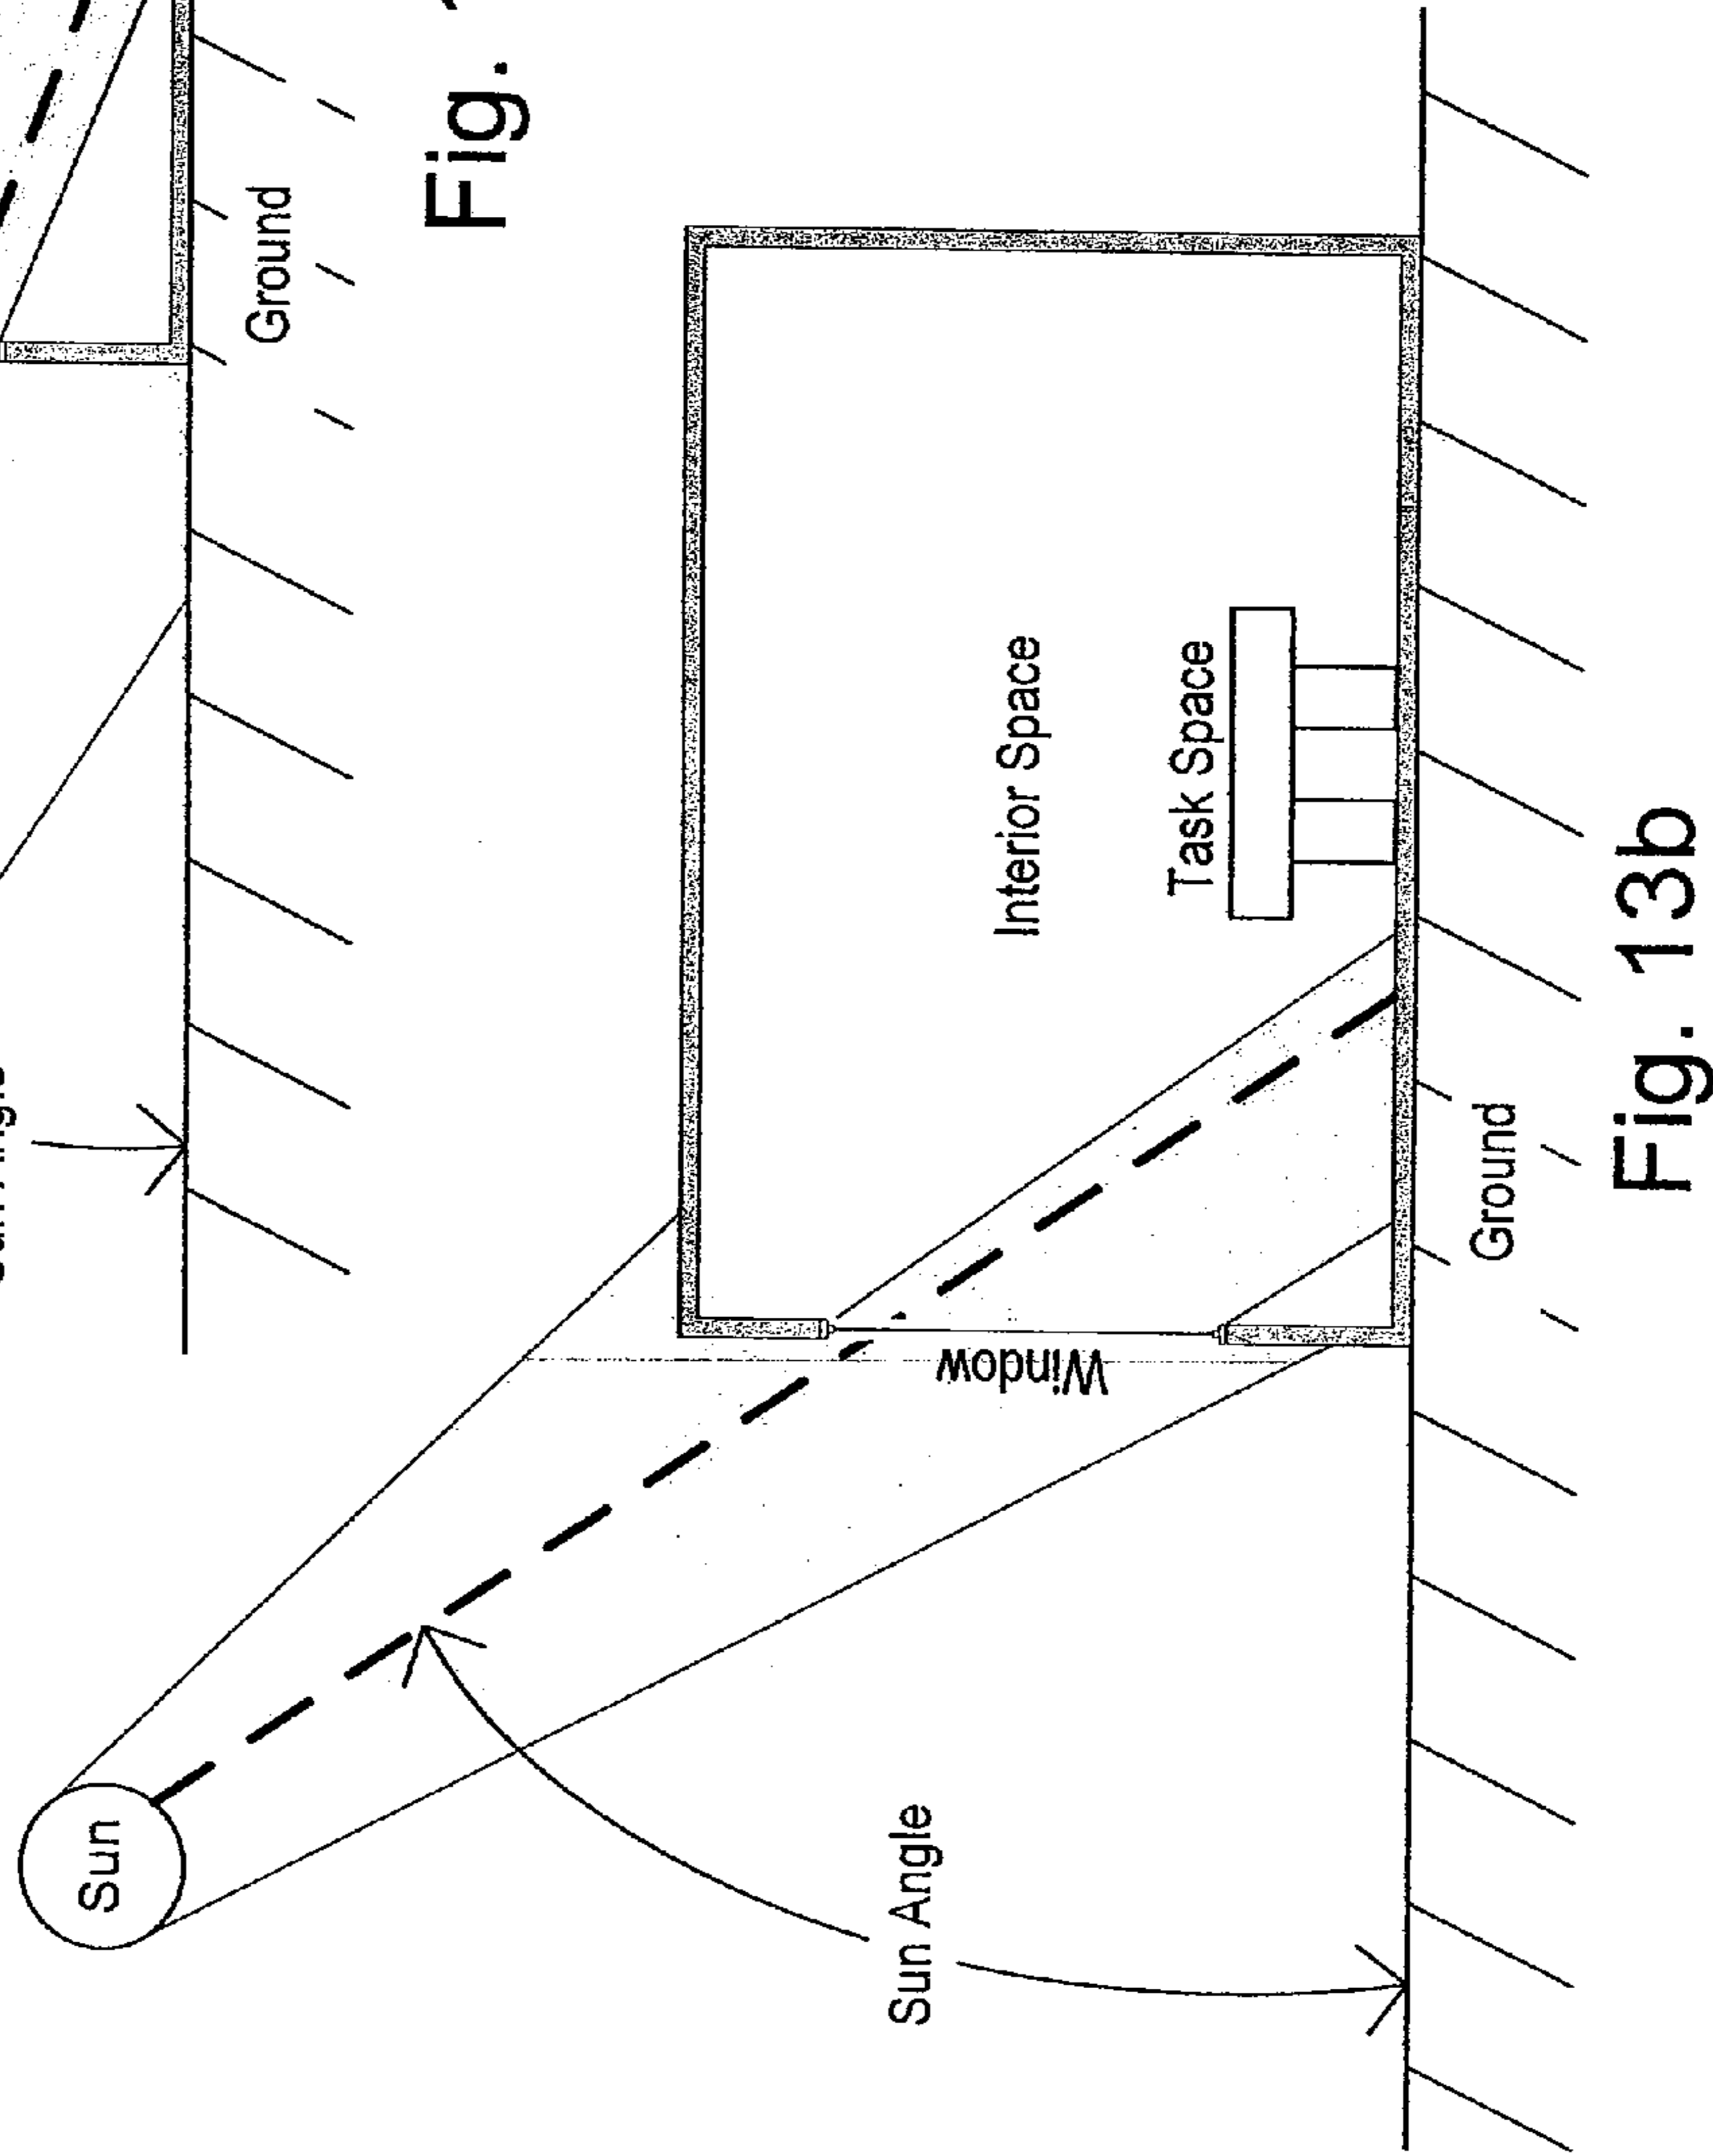 Ground
Fig.
Sun
Sun Angle
Window
Interior Space
Task Space
Ground
Fig. 13b